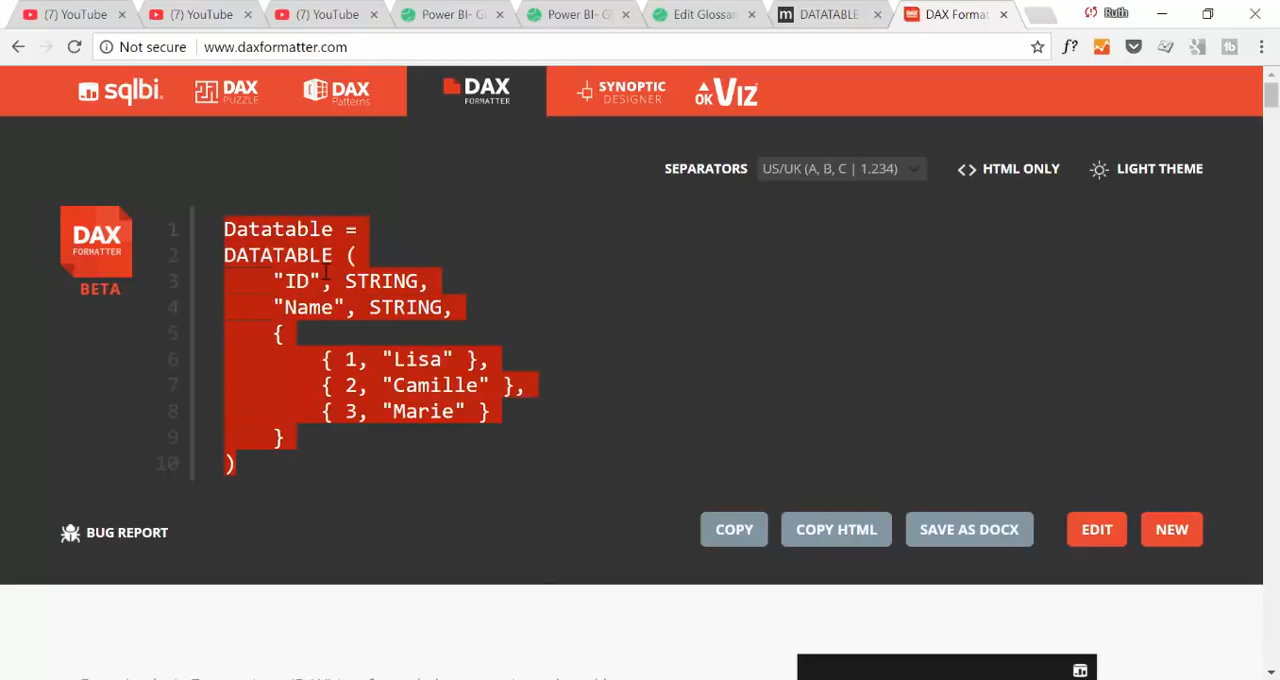 (7) YouTube
(7) YouTube
(7) YouTube
Power BI- Gl
Power BI- Gl
Edit Glossar
DATATABLE
DAX Format
Ruth
Not secure
www.daxformatter.com
sqlbi.
DAX PUZZLE
DAX Patterns
DAX FORMATTER
SYNOPTIC DESIGNER
OK VIZ
SEPARATORS
US/UK (A, B, C | 1.234)
HTML ONLY
LIGHT THEME
DAX
FORMATTER
BETA
1 Datatable =
2 DATATABLE (
3 "ID", STRING,
4 "Name", STRING,
5 {
6 { 1, "Lisa" },
7 { 2, "Camille" },
8 { 3, "Marie" }
9 }
10 )
BUG REPORT
COPY
COPY HTML
SAVE AS DOCX
EDIT
NEW